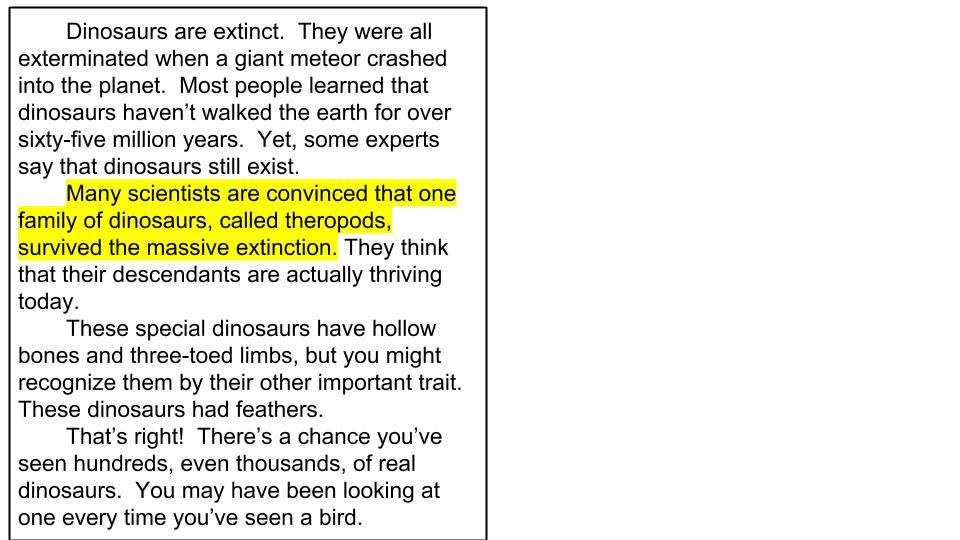 Dinosaurs are extinct.  They were all
exterminated when a giant meteor crashed
into the planet.  Most people learned that
dinosaurs haven’t walked the earth for over
sixty-five million years.  Yet, some experts
say that dinosaurs still exist.
Many scientists are convinced that one
family of dinosaurs, called theropods,
survived the massive extinction. They think
that their descendants are actually thriving
today.
These special dinosaurs have hollow
bones and three-toed limbs, but you might
recognize them by their other important trait.
These dinosaurs had feathers.
That’s right!  There’s a chance you’ve
seen hundreds, even thousands, of real
dinosaurs.  You may have been looking at
one every time you’ve seen a bird.